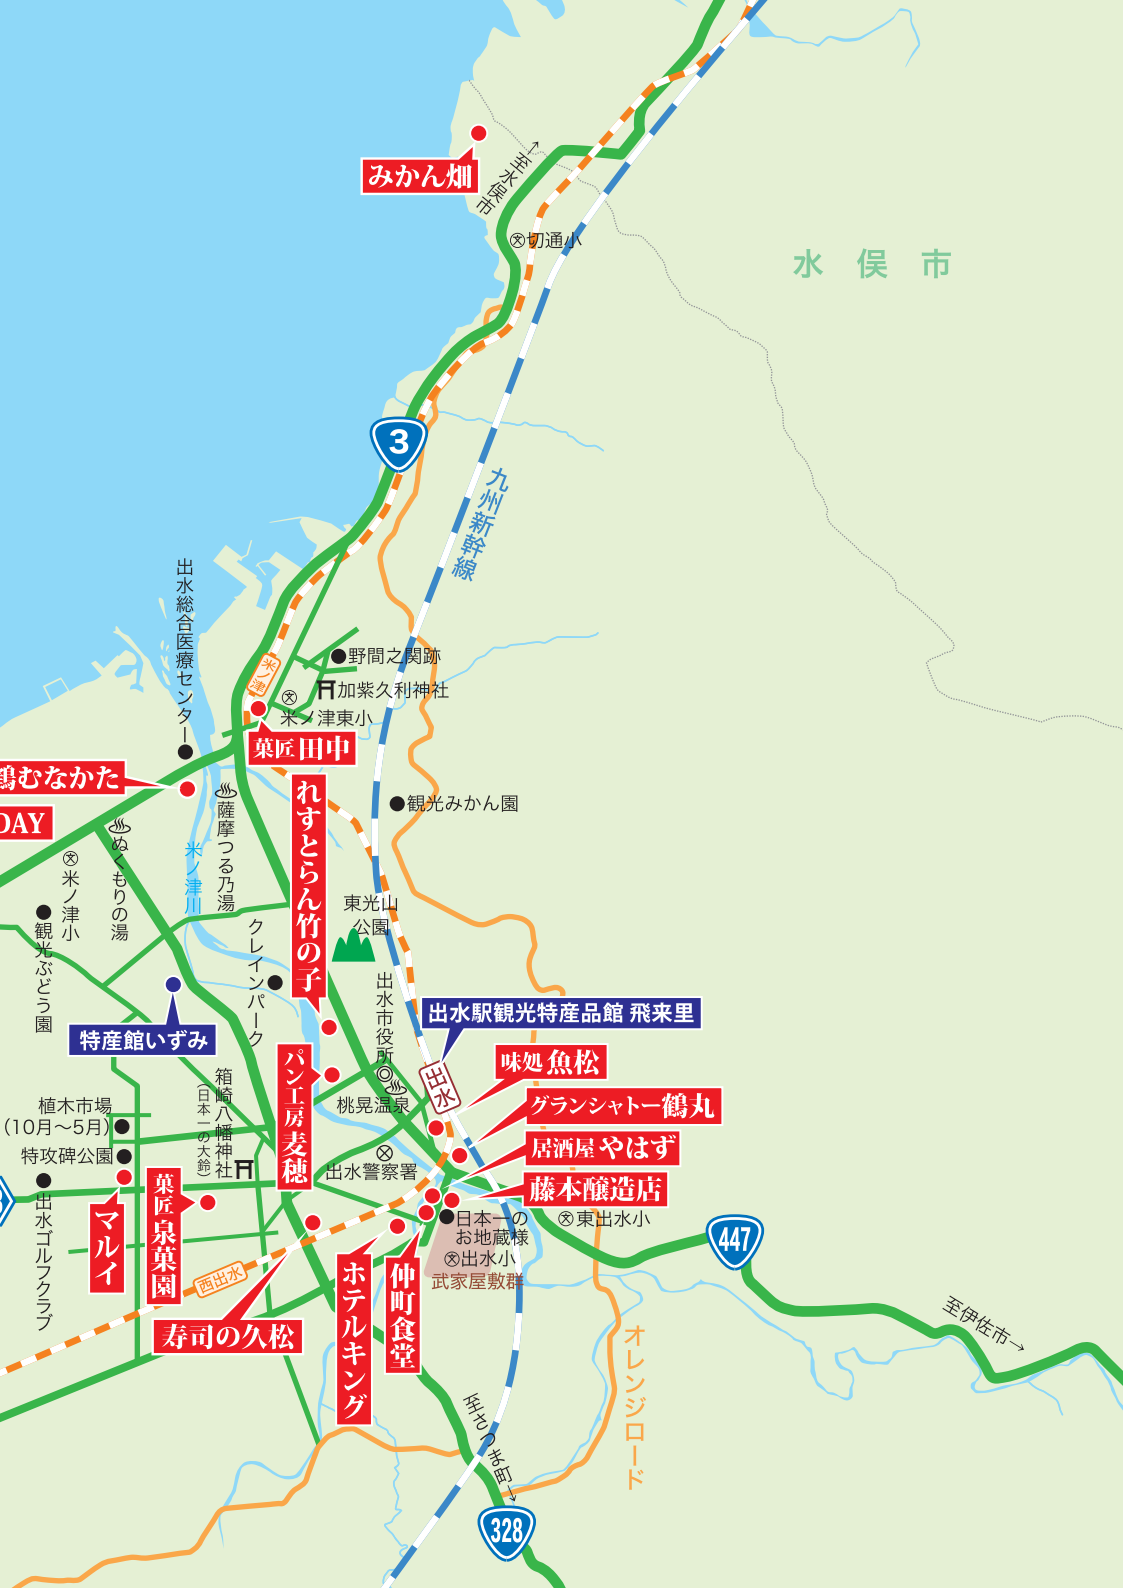 みかん畑
至水俣市
切通小
水俣市
3
九州新幹線
出水総合医療センター
野間之関跡
加紫久利神社
米ノ津
米ノ津東小
菓匠 田中
鶴むなかた
DAY
薩摩つる乃湯
れすとらん竹の子
観光みかん園
ぬくもりの湯
米ノ津川
米ノ津小
観光ぶどう園
クレインパーク
東光山
公園
出水市役所
特産館いずみ
出水駅観光特産品館 飛来里
出水
味処 魚松
パン工房 麦穂
桃晃温泉
グランシャトー鶴丸
箱崎八幡神社
(日本一の大鈴)
植木市場
(10月〜5月)
特攻碑公園
出水警察署
居酒屋 やはず
藤本醸造店
マルイ
菓匠 泉菓園
出水ゴルフクラブ
日本一の
お地蔵様
東出水小
出水小
武家屋敷群
447
西出水
寿司の久松
ホテルキング
仲町食堂
至伊佐市→
オレンジロード
至さつま町→
328